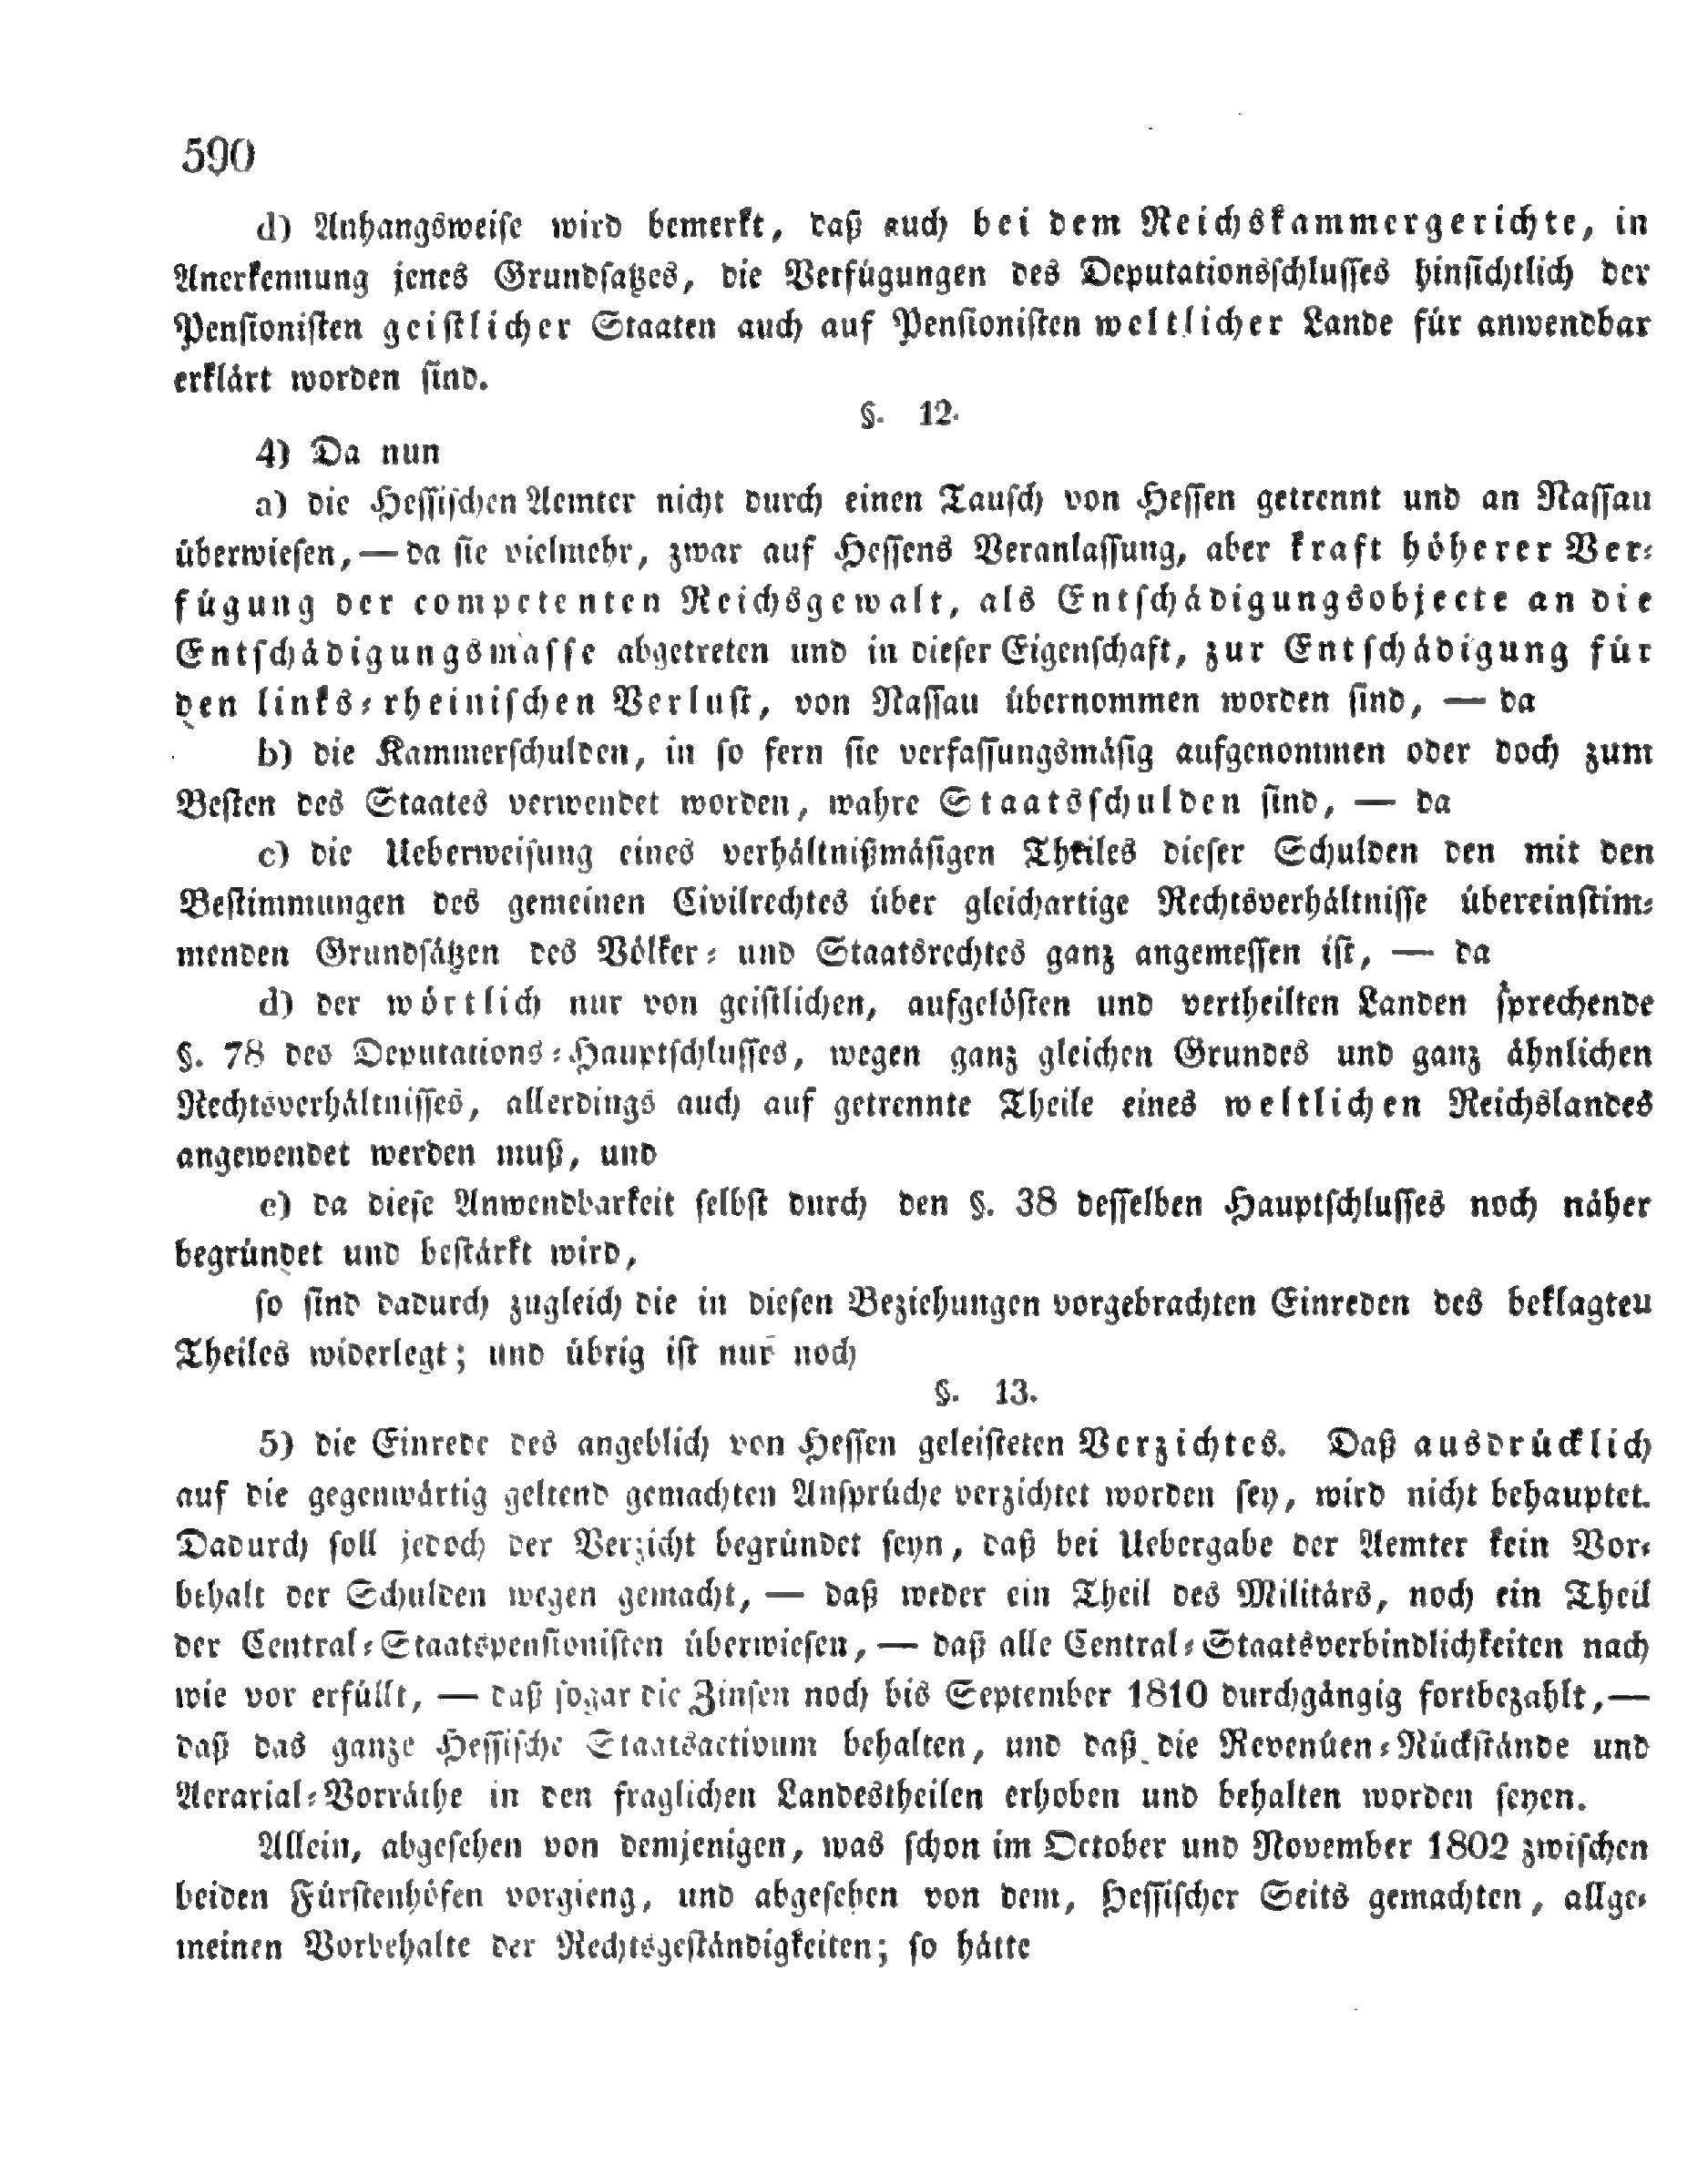 590
d) Anhangsweise wird bemerkt, daß auch bei dem Reichskammergerichte, in
Anerkennung jenes Grundsatzes, die Verfügungen des Deputationsschlusses hinsichtlich der
Pensionisten geistlicher Staaten auch auf Pensionisten weltlicher Lande für anwendbar
erklärt worden sind.
§. 12.
4) Da nun
a) die Hessischen Aemter nicht durch einen Tausch von Hessen getrennt und an Nassau
überwiesen, — da sie vielmehr, zwar auf Hessens Veranlassung, aber kraft höherer Ver-
fügung der competenten Reichsgewalt, als Entschädigungsobjecte an die
Entschädigungsmasse abgetreten und in dieser Eigenschaft, zur Entschädigung für
den links-rheinischen Verlust, von Nassau übernommen worden sind, — da
b) die Kammerschulden, in so fern sie verfassungsmäsig aufgenommen oder doch zum
Besten des Staates verwendet worden, wahre Staatsschulden sind, — da
c) die Ueberweisung eines verhältnißmäsigen Theiles dieser Schulden den mit den
Bestimmungen des gemeinen Civilrechtes über gleichartige Rechtsverhältnisse übereinstim-
menden Grundsätzen des Völker- und Staatsrechtes ganz angemessen ist, — da
d) der wörtlich nur von geistlichen, aufgelösten und vertheilten Landen sprechende
§. 78 des Deputations-Hauptschlusses, wegen ganz gleichen Grundes und ganz ähnlichen
Rechtsverhältnisses, allerdings auch auf getrennte Theile eines weltlichen Reichslandes
angewendet werden muß, und
e) da diese Anwendbarkeit selbst durch den §. 38 desselben Hauptschlusses noch näher
begründet und bestärkt wird,
so sind dadurch zugleich die in diesen Beziehungen vorgebrachten Einreden des beklagten
Theiles widerlegt; und übrig ist nur noch
§. 13.
5) die Einrede des angeblich von Hessen geleisteten Verzichtes. Daß ausdrücklich
auf die gegenwärtig geltend gemachten Ansprüche verzichtet worden sey, wird nicht behauptet.
Dadurch soll jedoch der Verzicht begründet seyn, daß bei Uebergabe der Aemter kein Vor-
behalt der Schulden wegen gemacht, — daß weder ein Theil des Militärs, noch ein Theil
der Central-Staatspensionisten überwiesen, — daß alle Central-Staatsverbindlichkeiten nach
wie vor erfüllt, — daß sogar die Zinsen noch bis September 1810 durchgängig fortbezahlt, —
daß das ganze Hessische Staatsactivum behalten, und daß die Revenüen-Rückstände und
Aerarial-Vorräthe in den fraglichen Landestheilen erhoben und behalten worden seyen.
Allein, abgesehen von demjenigen, was schon im October und November 1802 zwischen
beiden Fürstenhöfen vorgieng, und abgesehen von dem, Hessischer Seits gemachten, allge-
meinen Vorbehalte der Rechtsgeständigkeiten; so hätte